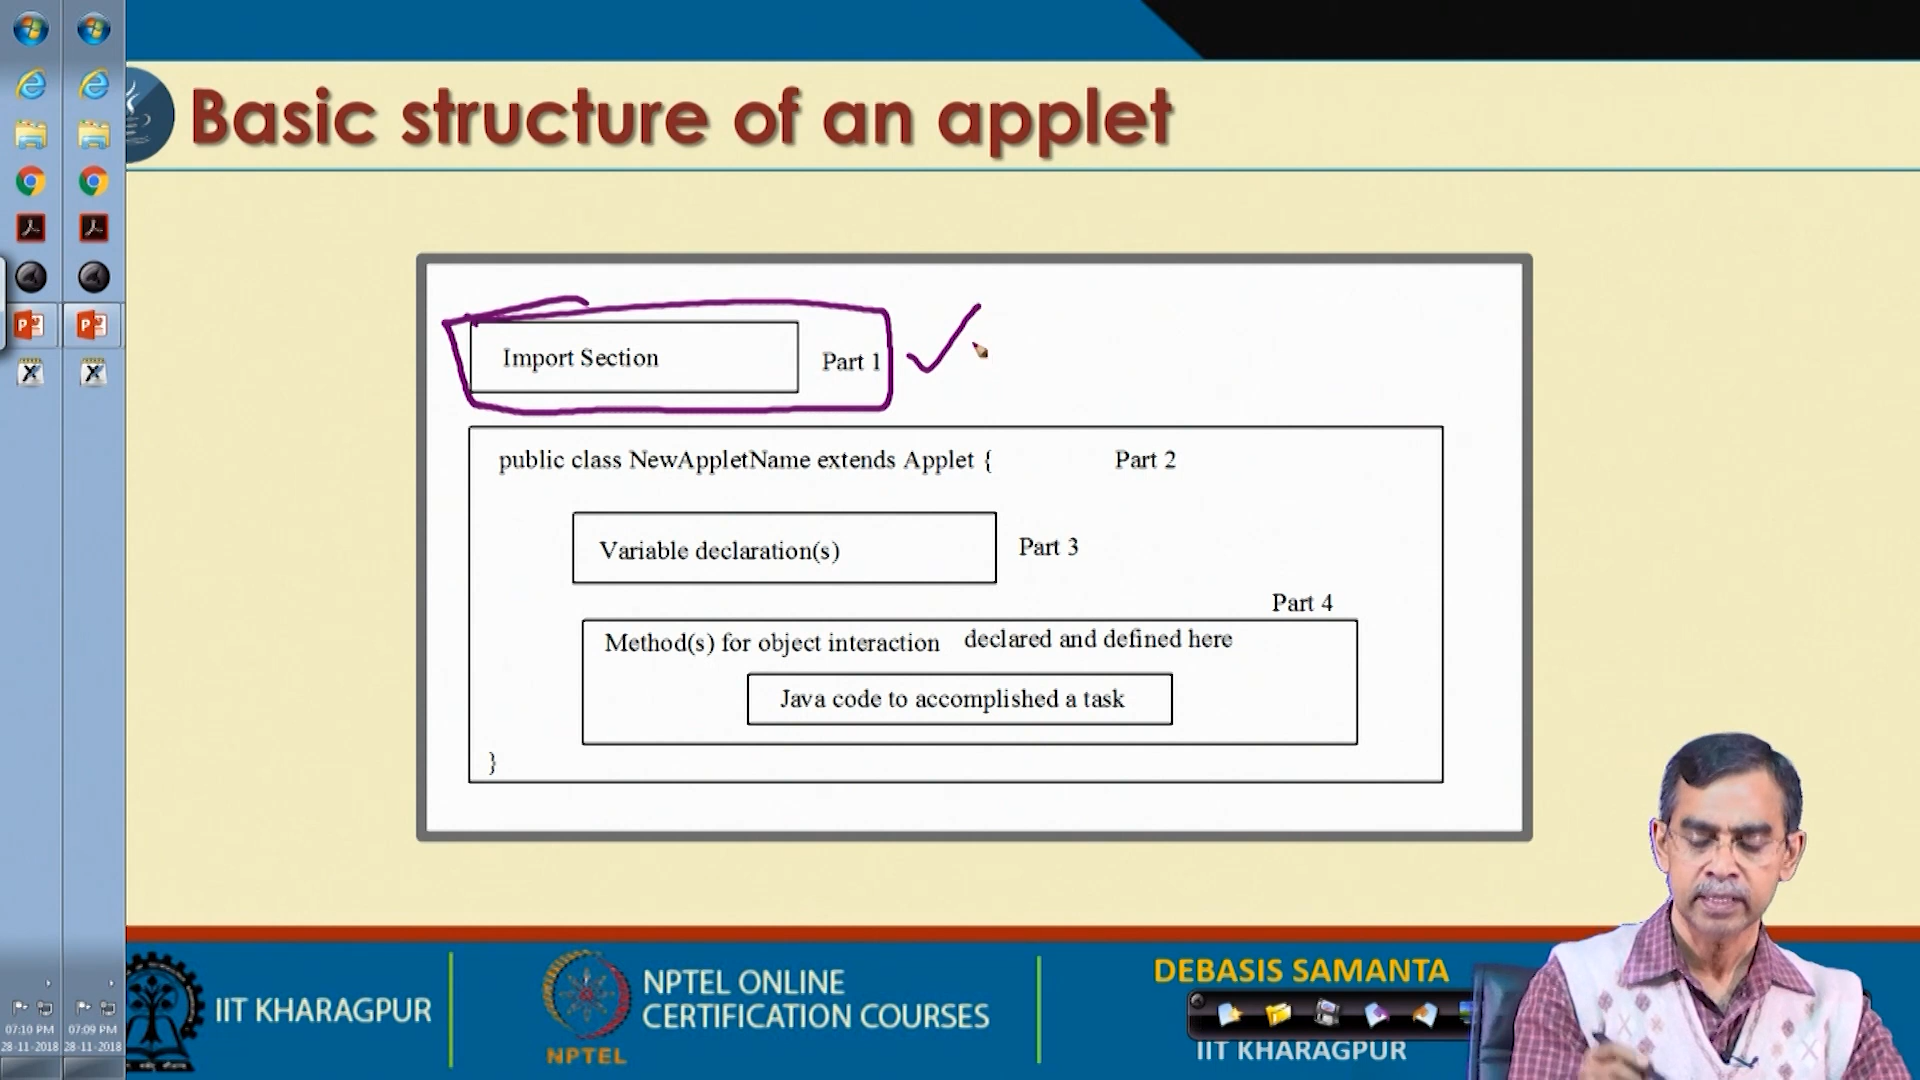 Basic structure of an applet
Import Section
Part 1
public class NewAppletName extends Applet {
Part 2
Variable declaration(s)
Part 3
Part 4
Method(s) for object interaction declared and defined here
Java code to accomplished a task
}
IIT KHARAGPUR
NPTEL
NPTEL ONLINE
CERTIFICATION COURSES
DEBASIS SAMANTA
IIT KHARAGPUR
07:10 PM
28-11-2018
07:09 PM
28-11-2018